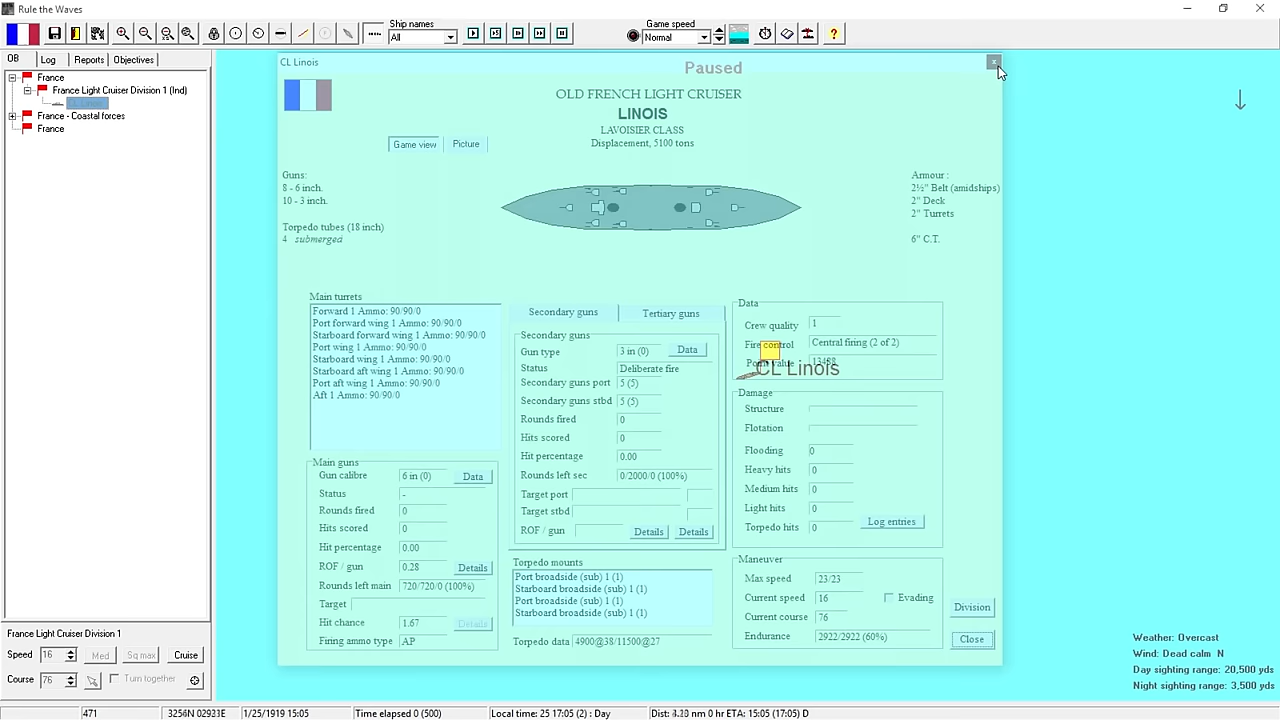 Rule the Waves
Ship names
All
Game speed
Normal
OB
Log
Reports
Objectives
France
France Light Cruiser Division 1 (Ind)
CL Linois
France - Coastal forces
France
CL Linois
Paused
OLD FRENCH LIGHT CRUISER
LINOIS
LAVOISIER CLASS
Displacement, 5100 tons
Game view
Picture
Guns:
8 - 6 inch.
10 - 3 inch.
Torpedo tubes (18 inch)
4 submerged
Armour :
2½" Belt (amidships)
2" Deck
2" Turrets
6" C.T.
Main turrets
Forward 1 Ammo: 90/90/0
Port forward wing 1 Ammo: 90/90/0
Starboard forward wing 1 Ammo: 90/90/0
Port wing 1 Ammo: 90/90/0
Starboard wing 1 Ammo: 90/90/0
Starboard aft wing 1 Ammo: 90/90/0
Port aft wing 1 Ammo: 90/90/0
Aft 1 Ammo: 90/90/0
Main guns
Gun calibre 6 in (0) Data
Status -
Rounds fired 0
Hits scored 0
Hit percentage 0.00
ROF / gun 0.28 Details
Rounds left main 720/720/0 (100%)
Target
Hit chance 1.67 Details
Firing ammo type AP
Secondary guns
Tertiary guns
Secondary guns
Gun type 3 in (0) Data
Status Deliberate fire
Secondary guns port 5 (5)
Secondary guns stbd 5 (5)
Rounds fired 0
Hits scored 0
Hit percentage 0.00
Rounds left sec 0/2000/0 (100%)
Target port
Target stbd
ROF / gun Details Details
Torpedo mounts
Port broadside (sub) 1 (1)
Starboard broadside (sub) 1 (1)
Port broadside (sub) 1 (1)
Starboard broadside (sub) 1 (1)
Torpedo data 4900@38/11500@27
Data
Crew quality 1
Fire control Central firing (2 of 2)
CL Linois
Damage
Structure
Flotation
Flooding 0
Heavy hits 0
Medium hits 0
Light hits 0
Torpedo hits 0
Log entries
Maneuver
Max speed 23/23
Current speed 16 Evading
Current course 76
Endurance 2922/2922 (60%)
Division
Close
Weather: Overcast
Wind: Dead calm N
Day sighting range: 20,500 yds
Night sighting range: 3,500 yds
France Light Cruiser Division 1
Speed 16 Med Sq max Cruise
Course 76 Turn together
471
3256N 02923E
1/25/1919 15:05
Time elapsed 0 (500)
Local time: 25 17:05 (2) : Day
nm 0 hr ETA: 15:05 (17:05) D